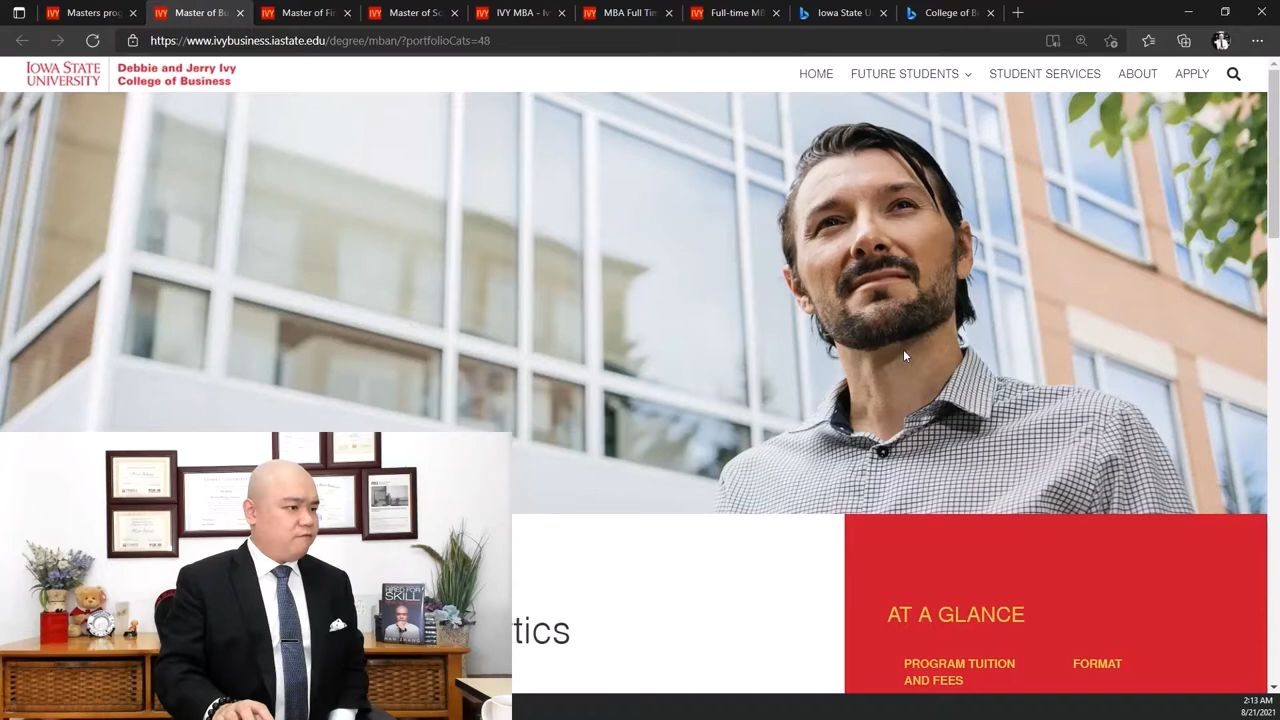 Masters prog
Master of Bu
Master of Fir
Master of Sc
IVY MBA - Iv
MBA Full Tim
Full-time MB
Iowa State U
College of B
https://www.ivybusiness.iastate.edu/degree/mban/?portfolioCats=48
IOWA STATE
UNIVERSITY
Debbie and Jerry Ivy
College of Business
HOME
FUTURE STUDENTS
STUDENT SERVICES
ABOUT
APPLY
tics
AT A GLANCE
PROGRAM TUITION
AND FEES
FORMAT
SKILL
2:13 AM
8/21/2021